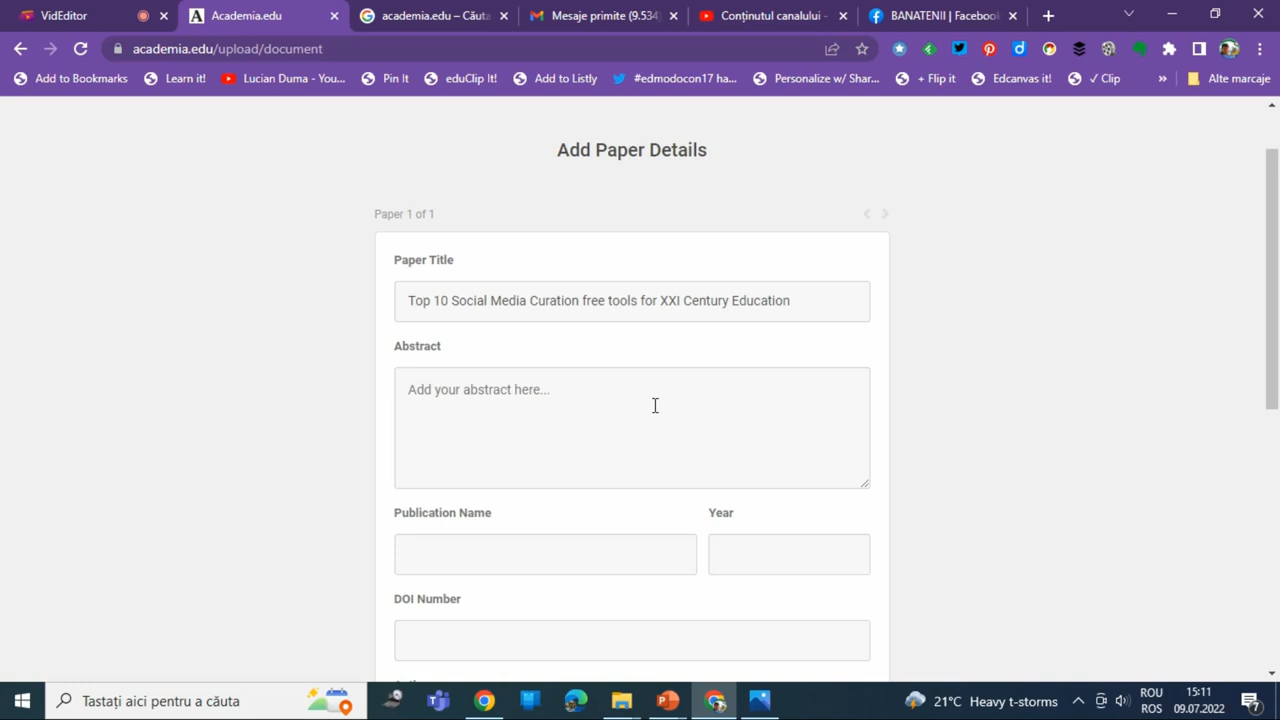 VidEditor
Academia.edu
academia.edu – Căuta
Mesaje primite (9.534)
Conținutul canalului -
BANATENII | Facebook
academia.edu/upload/document
Add to Bookmarks
Learn it!
Lucian Duma - You...
Pin It
eduClip It!
Add to Listly
#edmodocon17 ha...
Personalize w/ Shar...
+ Flip it
Edcanvas it!
✓ Clip
»
Alte marcaje
Add Paper Details
Paper 1 of 1
Paper Title
Top 10 Social Media Curation free tools for XXI Century Education
Abstract
Add your abstract here...
Publication Name
Year
DOI Number
Tastați aici pentru a căuta
21°C Heavy t-storms
ROU
ROS
15:11
09.07.2022
7